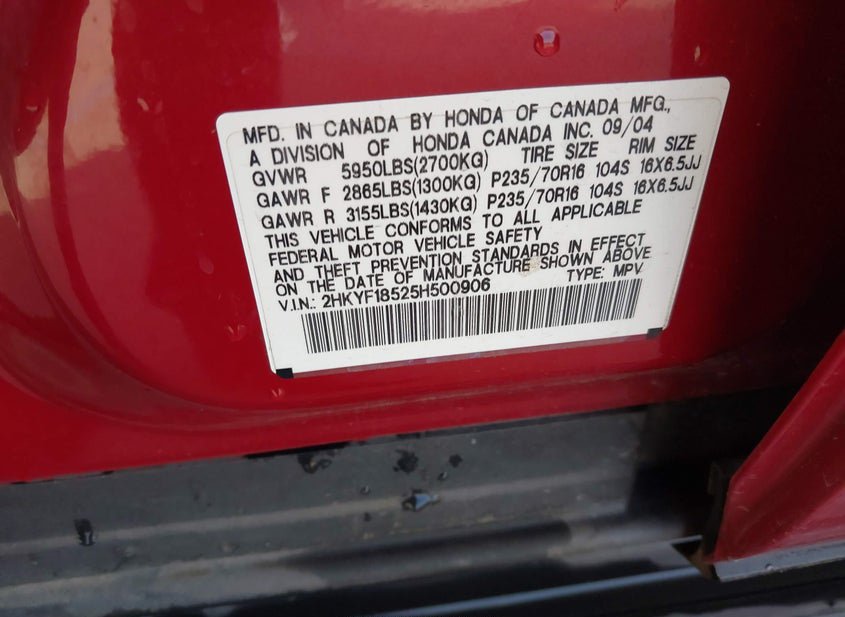 MFD. IN CANADA BY HONDA OF CANADA MFG.,
A DIVISION OF HONDA CANADA INC. 09/04
GVWR 5950LBS(2700KG) TIRE SIZE RIM SIZE
GAWR F 2865LBS(1300KG) P235/70R16 104S 16X6.5JJ
GAWR R 3155LBS(1430KG) P235/70R16 104S 16X6.5JJ
THIS VEHICLE CONFORMS TO ALL APPLICABLE
FEDERAL MOTOR VEHICLE SAFETY
AND THEFT PREVENTION STANDARDS IN EFFECT
ON THE DATE OF MANUFACTURE SHOWN ABOVE
V.I.N.: 2HKYF18525H500906 TYPE: MPV